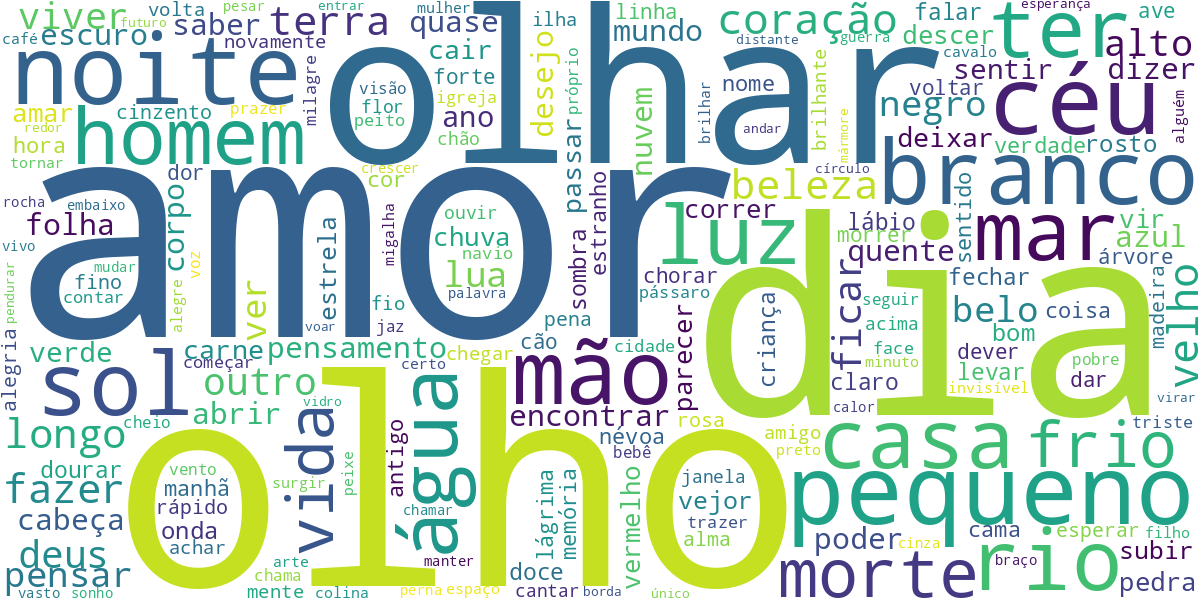 viver
volta
saber
terra
quase
ilha
linha
mundo
coração
falar
ave
esperança
pesar
entrar
mulher
futuro
café
escuro
novamente
noite
olhar
cair
forte
igreja
desejo
próprio
distante
guerra
descer
cavalo
ter
alto
sentir
dizer
voltar
céu
negro
alguém
brilhante
mármore
brilhar
nome
andar
nuvem
passar
ano
chão
visão
flor
peito
milagre
amar
cinzento
prazer
redor
hora
tornar
homem
deixar
verdade
rosto
círculo
branco
beleza
crescer
cor
dor
corpo
rocha
embaixo
folha
vivo
fino
mudar
contar
pendurar
alegre
voz
ver
estrela
amor
migalha
ouvir
chuva
navio
lua
palavra
sombra
estranho
correr
luz
chorar
pássaro
lábio
morrer
quente
sentido
mar
vir
azul
árvore
fechar
madeira
velho
dia
criança
ficar
seguir
acima
face
minuto
belo
bom
coisa
dever
levar
pobre
dar
invisível
virar
claro
calor
triste
fio
jaz
voar
pena
cão
cidade
parecer
alegria
verde
carne
pensamento
chegar
certo
começar
sol
outro
abrir
vidro
mão
encontrar
rosa
névoa
bebê
amigo
preto
casa
frio
longo
cheio
dourar
fazer
cabeça
deus
pensar
vasto
sonho
vento
manhã
rápido
onda
achar
surgir
vida
peixe
antigo
água
chamar
manter
olho
arte
chama
mente
colina
perna
espaço
doce
cantar
lágrima
memória
borda
vermelho
janela
vejor
trazer
alma
único
pequeno
poder
cinza
cama
esperar
filho
morte
rio
braço
subir
pedra